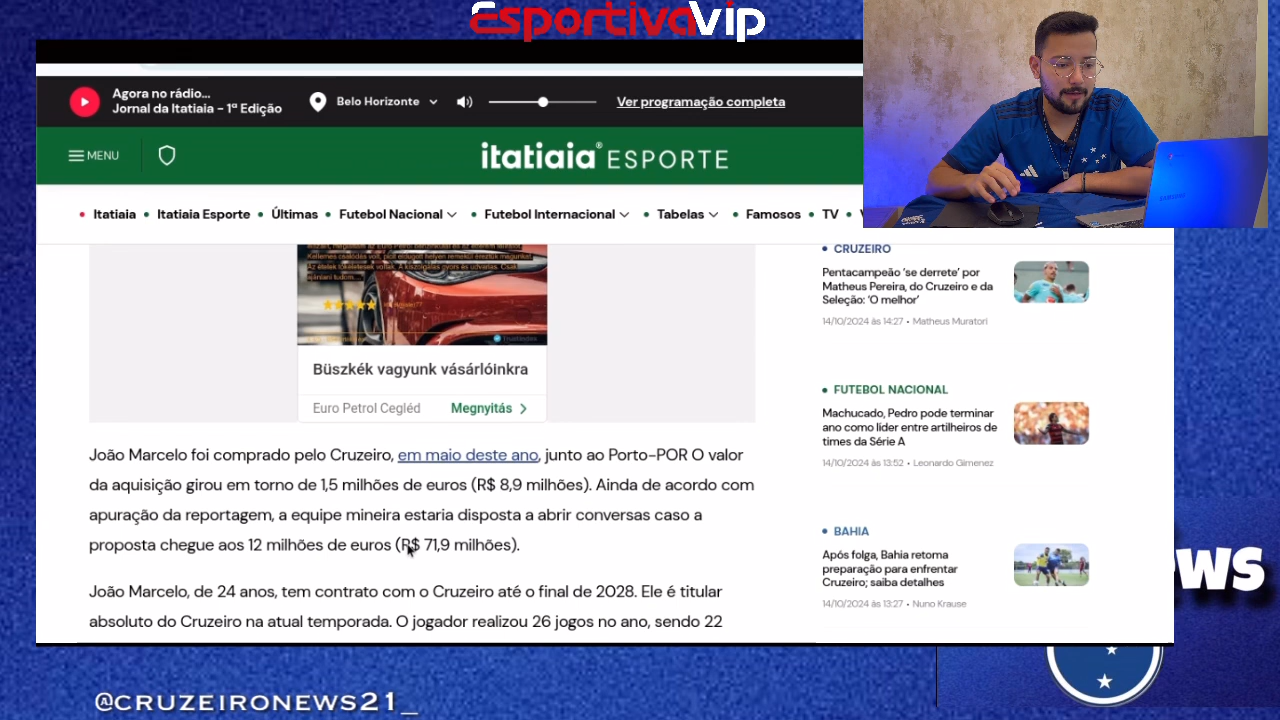 EsportivaVip
Agora no rádio...
Jornal da Itatiaia - 1ª Edição
Belo Horizonte
Ver programação completa
MENU
itatiaia® ESPORTE
Itatiaia
Itatiaia Esporte
Últimas
Futebol Nacional
Futebol Internacional
Tabelas
Famosos
TV
SAMSUNG
Büszkék vagyunk vásárlóinkra
Euro Petrol Cegléd
Megnyitás
CRUZEIRO
Pentacampeão 'se derrete' por
Matheus Pereira, do Cruzeiro e da
Seleção: 'O melhor'
14/10/2024 às 14:27 • Matheus Muratori
FUTEBOL NACIONAL
Machucado, Pedro pode terminar
ano como líder entre artilheiros de
times da Série A
14/10/2024 às 13:52 • Leonardo Gimenez
BAHIA
Após folga, Bahia retoma
preparação para enfrentar
Cruzeiro; saiba detalhes
14/10/2024 às 13:27 • Nuno Krause
João Marcelo foi comprado pelo Cruzeiro, em maio deste ano, junto ao Porto-POR O valor
da aquisição girou em torno de 1,5 milhões de euros (R$ 8,9 milhões). Ainda de acordo com
apuração da reportagem, a equipe mineira estaria disposta a abrir conversas caso a
proposta chegue aos 12 milhões de euros (R$ 71,9 milhões).
João Marcelo, de 24 anos, tem contrato com o Cruzeiro até o final de 2028. Ele é titular
absoluto do Cruzeiro na atual temporada. O jogador realizou 26 jogos no ano, sendo 22
@CRUZEIRONEWS21_